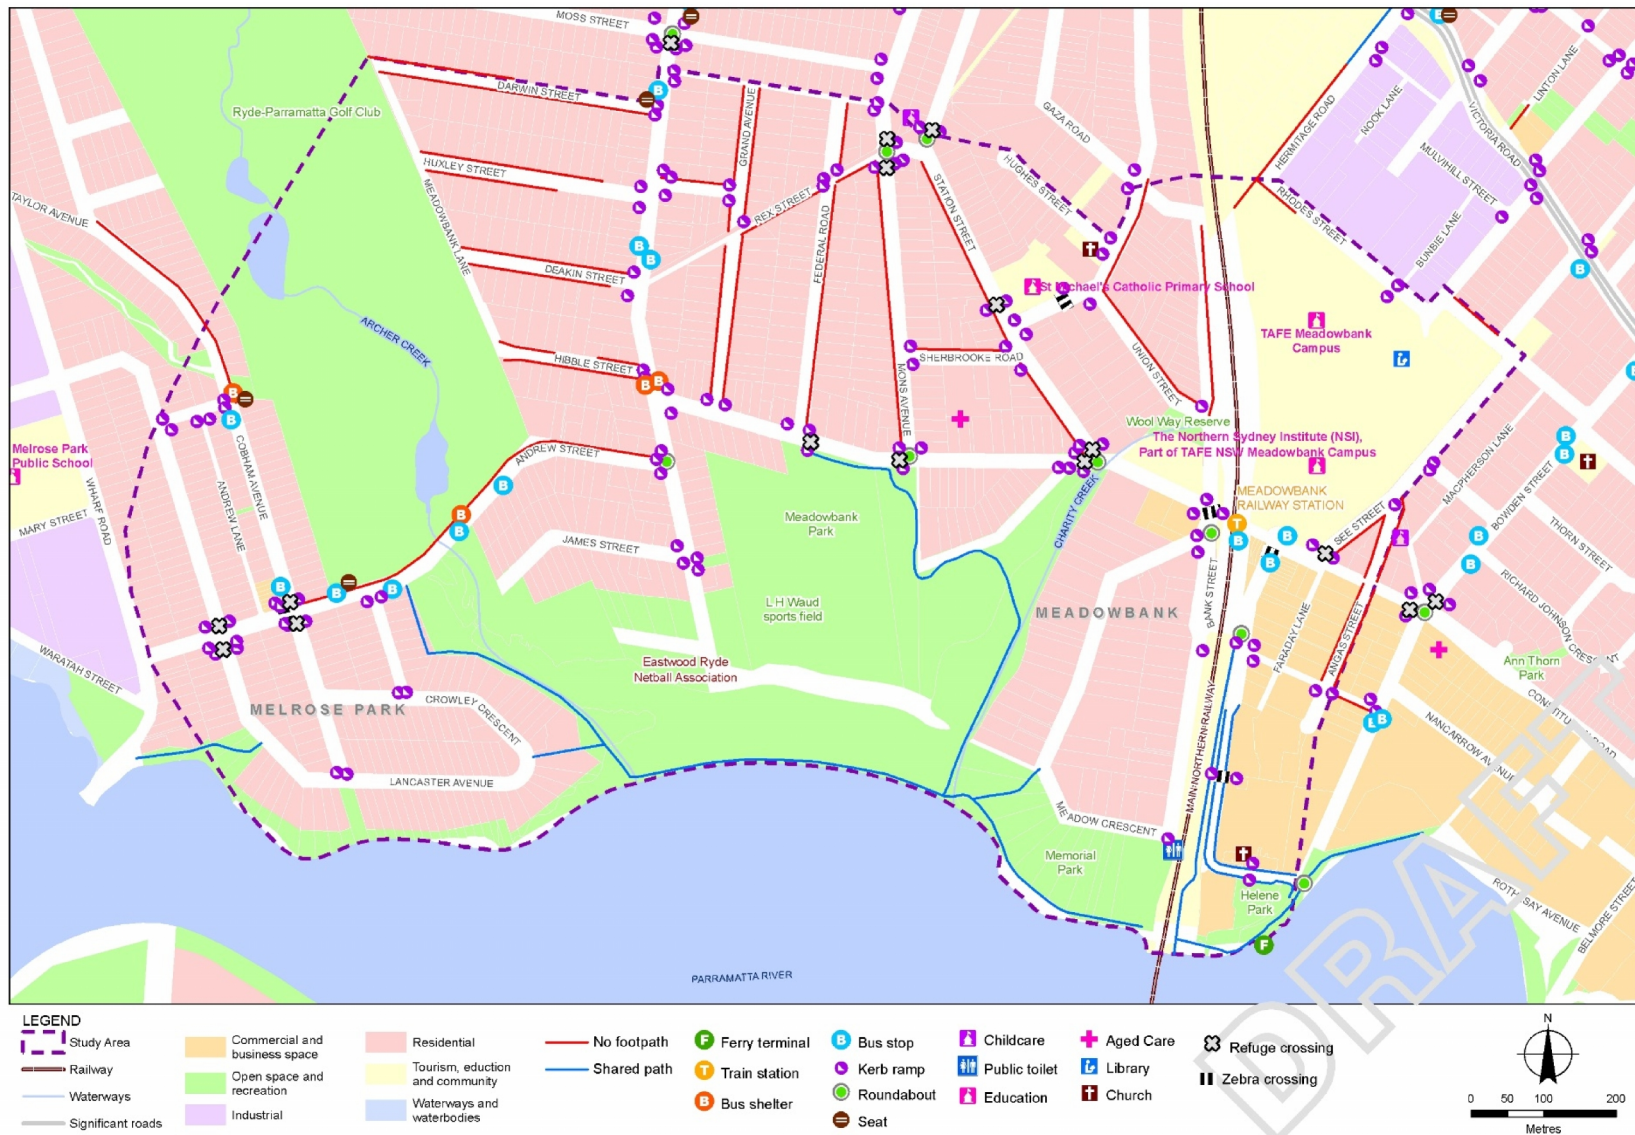 MOSS STREET
DARWIN STREET
Ryde-Parramatta Golf Club
HUXLEY STREET
GRAND AVENUE
GAZA ROAD
HERMITAGE ROAD
NOOK LANE
LINTON LANE
VICTORIA ROAD
MULVIHILL STREET
TAYLOR AVENUE
MEADOWBANK LANE
REX STREET
FEDERAL ROAD
STATION STREET
HUGHES STREET
RHODES STREET
BUNBIE LANE
DEAKIN STREET
St Michael's Catholic Primary School
ARCHER CREEK
TAFE Meadowbank
Campus
HIBBLE STREET
SHERBROOKE ROAD
UNION STREET
MONS AVENUE
Wool Way Reserve
The Northern Sydney Institute (NSI),
Part of TAFE NSW Meadowbank Campus
Melrose Park
Public School
COBHAM AVENUE
ANDREW STREET
MACPHERSON LANE
BOWDEN STREET
WHARF ROAD
ANDREW LANE
MARY STREET
Meadowbank
Park
CHARITY CREEK
MEADOWBANK
RAILWAY STATION
SEE STREET
THORN STREET
JAMES STREET
BANK STREET
RICHARD JOHNSON CRESCENT
L H Waud
sports field
MEADOWBANK
FARADAY LANE
ANGAS STREET
WARATAH STREET
Eastwood Ryde
Netball Association
Ann Thorn
Park
MELROSE PARK
CROWLEY CRESCENT
CONSTITU
ROAD
NANCARROW AVENUE
MAIN NORTHERN RAILWAY
LANCASTER AVENUE
MEADOW CRESCENT
Memorial
Park
Helene
Park
ROTHESAY AVENUE
BELMORE STREET
PARRAMATTA RIVER
DRAFT
LEGEND
Study Area
Railway
Waterways
Significant roads
Commercial and
business space
Open space and
recreation
Industrial
Residential
Tourism, eduction
and community
Waterways and
waterbodies
No footpath
Shared path
F Ferry terminal
T Train station
B Bus shelter
B Bus stop
Kerb ramp
Roundabout
Seat
Childcare
Public toilet
Education
Aged Care
Library
Church
Refuge crossing
Zebra crossing
N
0 50 100 200
Metres